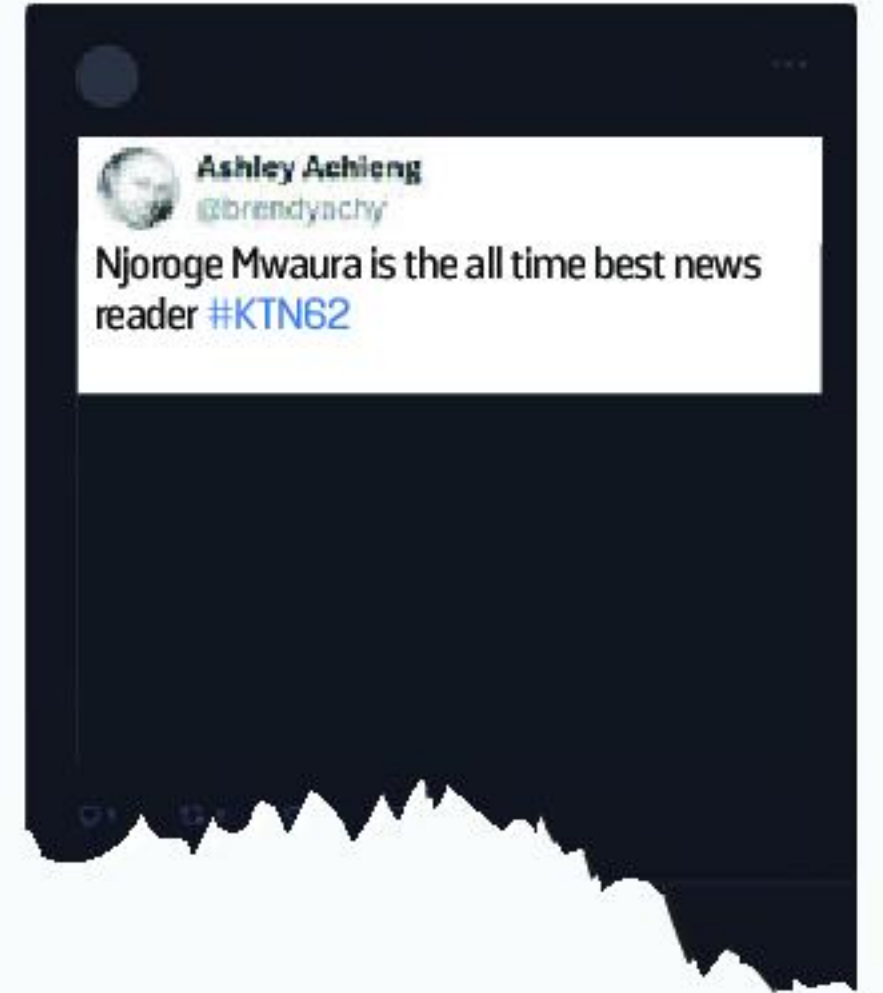 Ashley Achieng
@brendyachy
Njoroge Mwaura is the all time best news
reader #KTN62